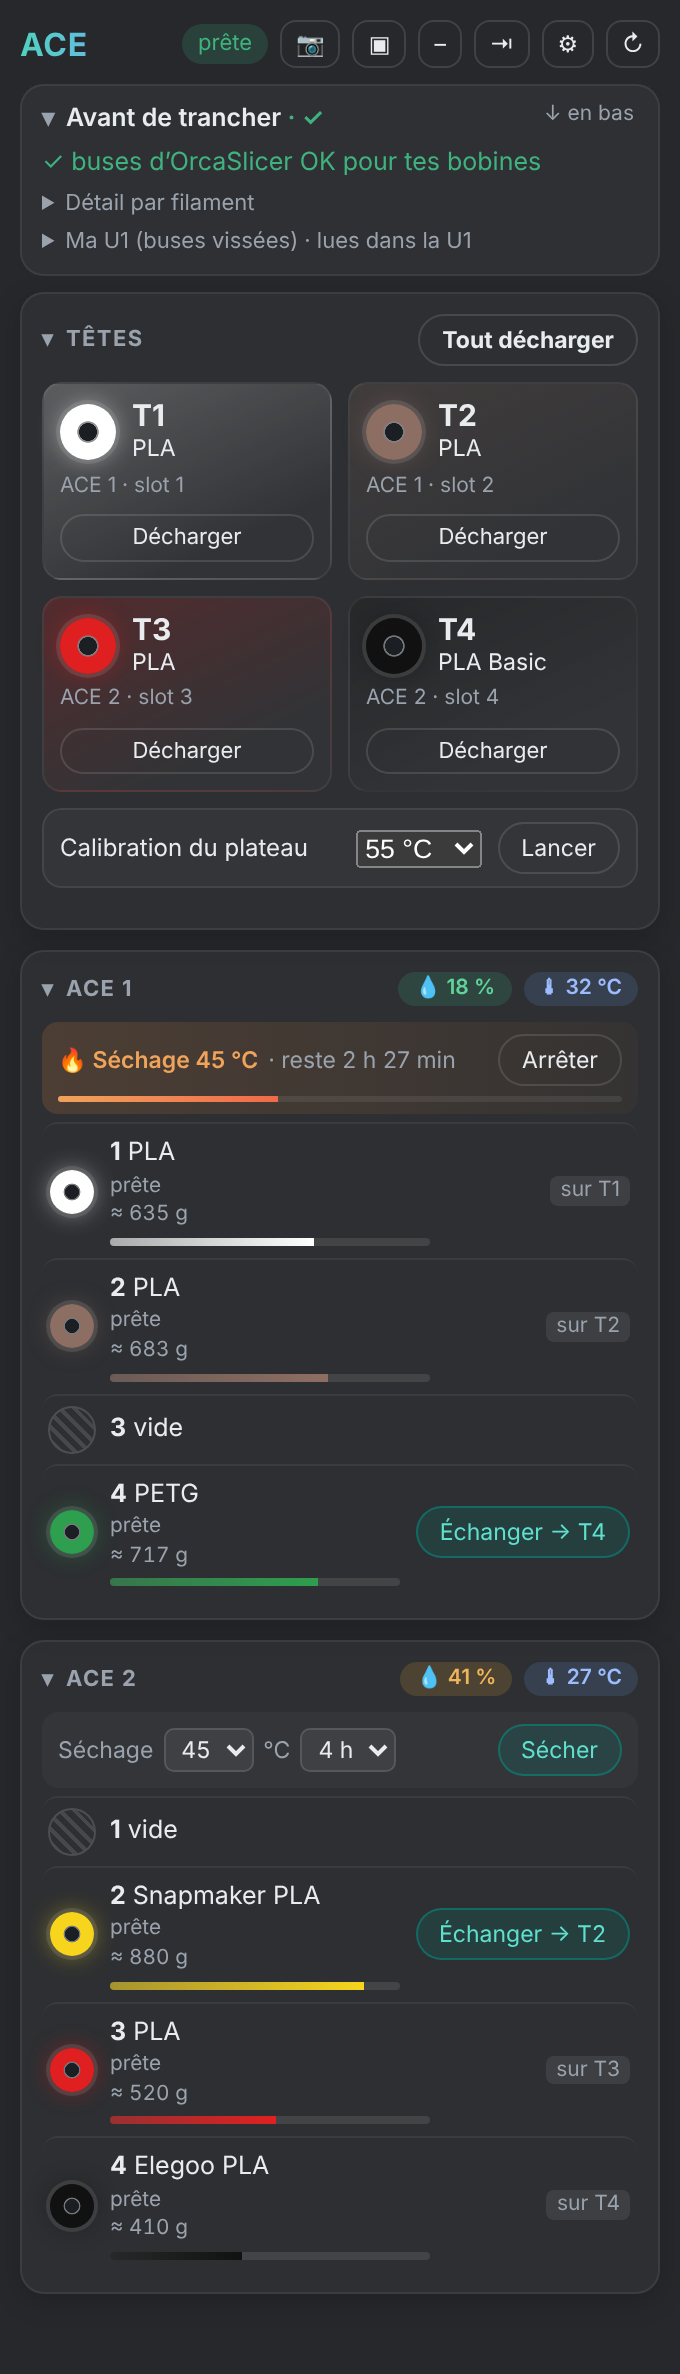 ACE
prête
Avant de trancher · ✓
↓ en bas
✓ buses d’OrcaSlicer OK pour tes bobines
Détail par filament
Ma U1 (buses vissées) · lues dans la U1
TÊTES
Tout décharger
T1
PLA
ACE 1 · slot 1
Décharger
T2
PLA
ACE 1 · slot 2
Décharger
T3
PLA
ACE 2 · slot 3
Décharger
T4
PLA Basic
ACE 2 · slot 4
Décharger
Calibration du plateau
55 °C
Lancer
ACE 1
18 %
32 °C
Séchage 45 °C · reste 2 h 27 min
Arrêter
1 PLA
prête
≈ 635 g
sur T1
2 PLA
prête
≈ 683 g
sur T2
3 vide
4 PETG
prête
≈ 717 g
Échanger → T4
ACE 2
41 %
27 °C
Séchage 45 °C 4 h
Sécher
1 vide
2 Snapmaker PLA
prête
≈ 880 g
Échanger → T2
3 PLA
prête
≈ 520 g
sur T3
4 Elegoo PLA
prête
≈ 410 g
sur T4